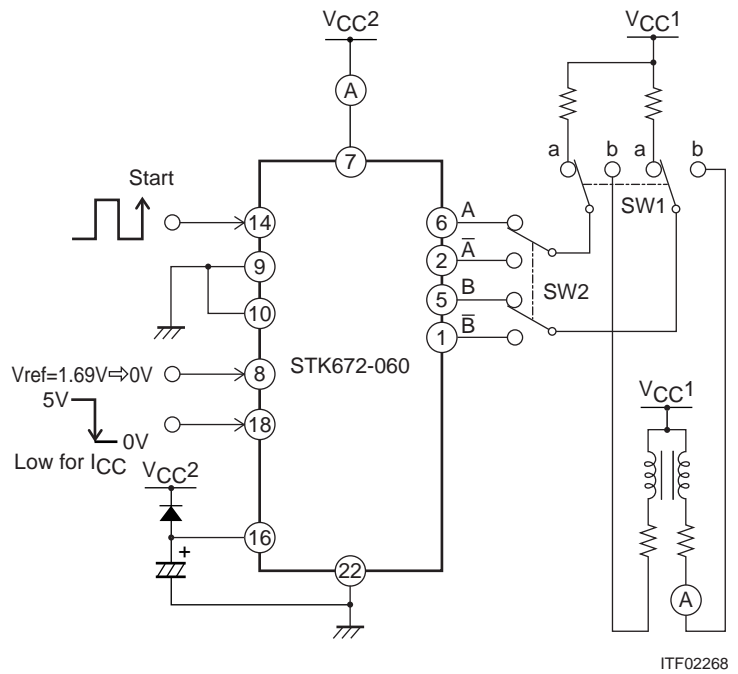 VCC2
VCC1
A
7
a
b
a
b
Start
SW1
14
6
A
9
2
A̅
SW2
10
5
B
1
B̅
STK672-060
Vref=1.69V⇨0V
8
5V
18
0V
Low for ICC
VCC2
VCC1
16
+
22
A
ITF02268